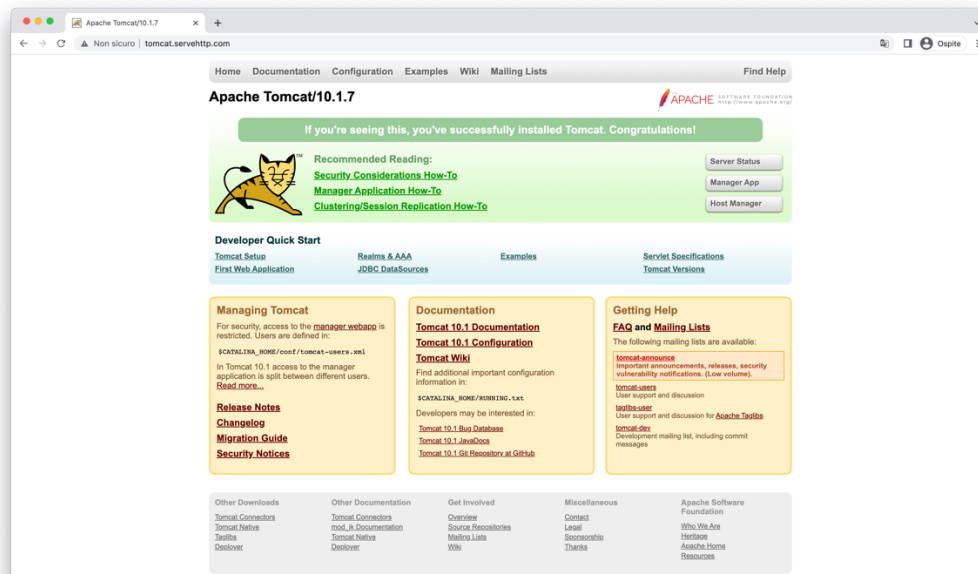 Apache Tomcat/10.1.7
Non sicuro tomcat.servehttp.com Ospite
Home Documentation Configuration Examples Wiki Mailing Lists Find Help
Apache Tomcat/10.1.7
APACHE SOFTWARE FOUNDATION
http://www.apache.org/
If you're seeing this, you've successfully installed Tomcat. Congratulations!
TM
Recommended Reading:
Security Considerations How-To
Manager Application How-To
Clustering/Session Replication How-To
Server Status
Manager App
Host Manager
Developer Quick Start
Tomcat Setup
First Web Application
Realms & AAA
JDBC DataSources
Examples
Servlet Specifications
Tomcat Versions
Managing Tomcat
For security, access to the manager webapp is
restricted. Users are defined in:
$CATALINA_HOME/conf/tomcat-users.xml
In Tomcat 10.1 access to the manager
application is split between different users.
Read more...
Release Notes
Changelog
Migration Guide
Security Notices
Documentation
Tomcat 10.1 Documentation
Tomcat 10.1 Configuration
Tomcat Wiki
Find additional important configuration
information in:
$CATALINA_HOME/RUNNING.txt
Developers may be interested in:
Tomcat 10.1 Bug Database
Tomcat 10.1 JavaDocs
Tomcat 10.1 Git Repository at GitHub
Getting Help
FAQ and Mailing Lists
The following mailing lists are available:
tomcat-announce
Important announcements, releases, security
vulnerability notifications. (Low volume).
tomcat-users
User support and discussion
taglibs-user
User support and discussion for Apache Taglibs
tomcat-dev
Development mailing list, including commit
messages
Other Downloads
Tomcat Connectors
Tomcat Native
Taglibs
Deployer
Other Documentation
Tomcat Connectors
mod_jk Documentation
Tomcat Native
Deployer
Get Involved
Overview
Source Repositories
Mailing Lists
Wiki
Miscellaneous
Contact
Legal
Sponsorship
Thanks
Apache Software
Foundation
Who We Are
Heritage
Apache Home
Resources